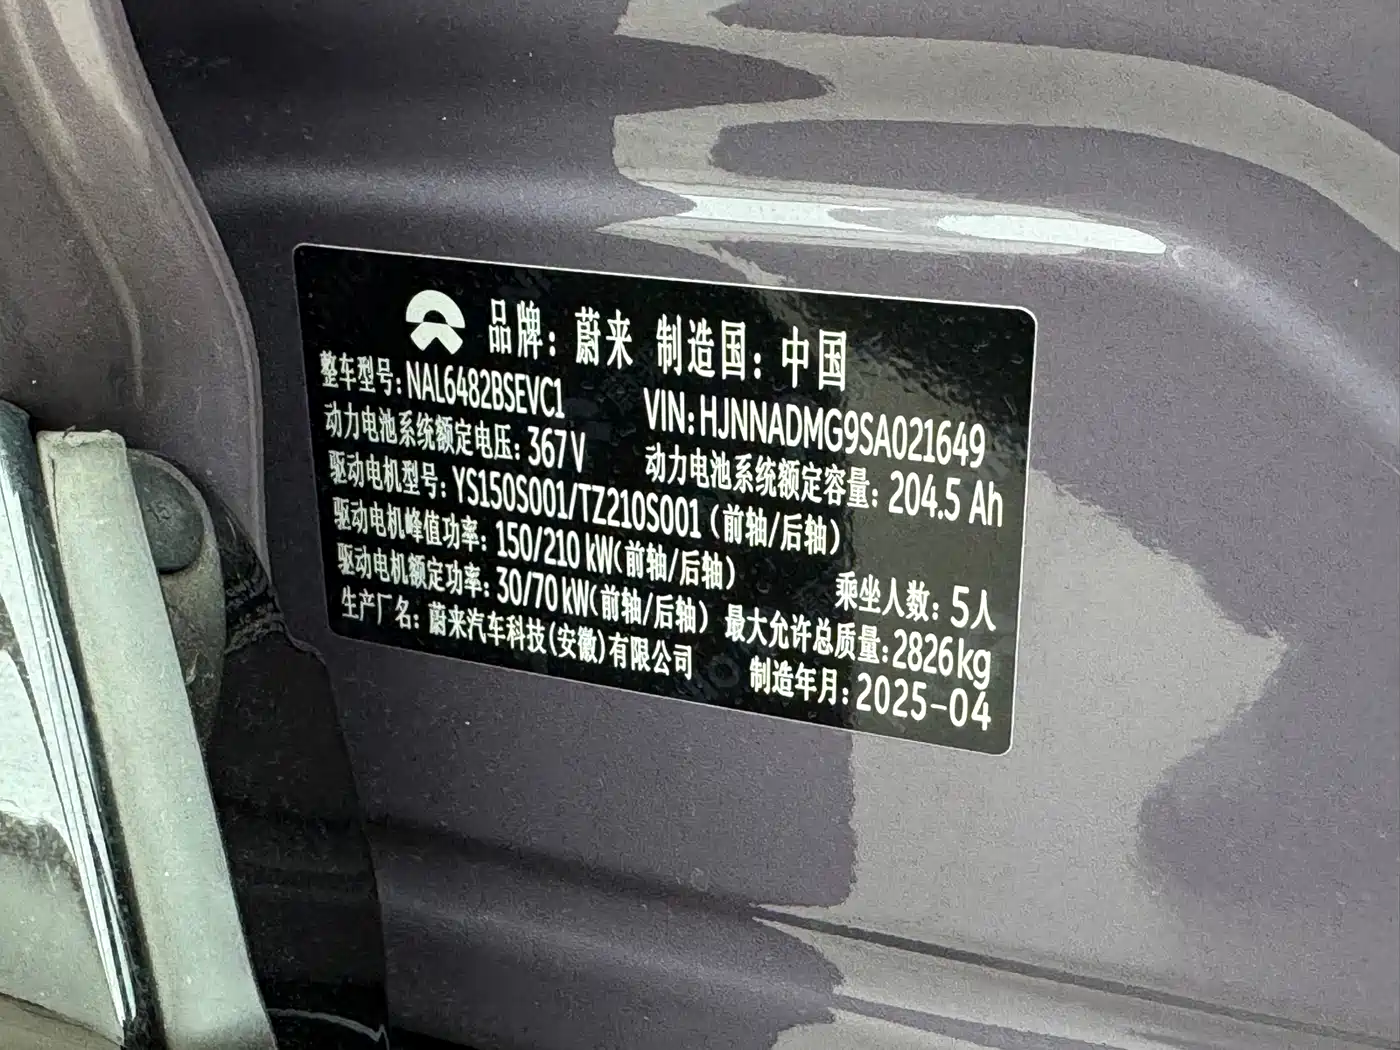 品牌：蔚来 制造国：中国
整车型号：NAL6482BSEVC1 VIN：HJNNADMG9SA021649
动力电池系统额定电压：367V 动力电池系统额定容量：204.5 Ah
驱动电机型号：YS150S001/TZ210S001（前轴/后轴）
驱动电机峰值功率：150/210 kW（前轴/后轴） 乘坐人数：5人
驱动电机额定功率：30/70kW（前轴/后轴） 最大允许总质量：2826kg
生产厂名：蔚来汽车科技（安徽）有限公司 制造年月：2025-04